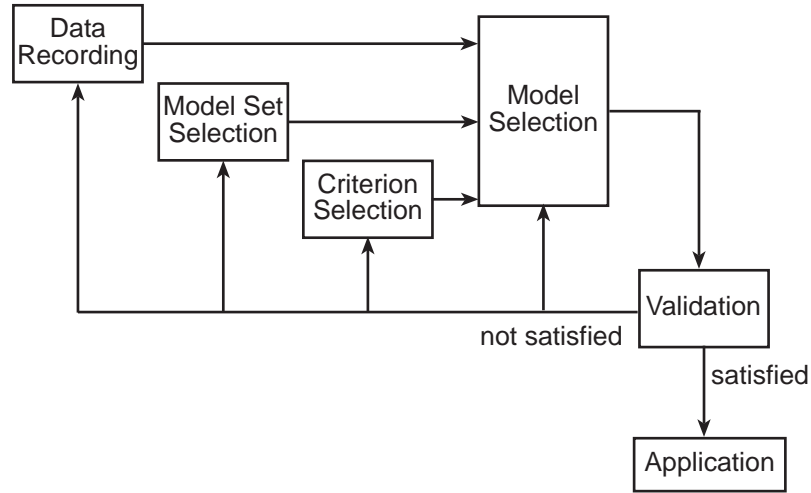 Data
Recording
Model Set
Selection
Criterion
Selection
Model
Selection
Validation
not satisfied
satisfied
Application